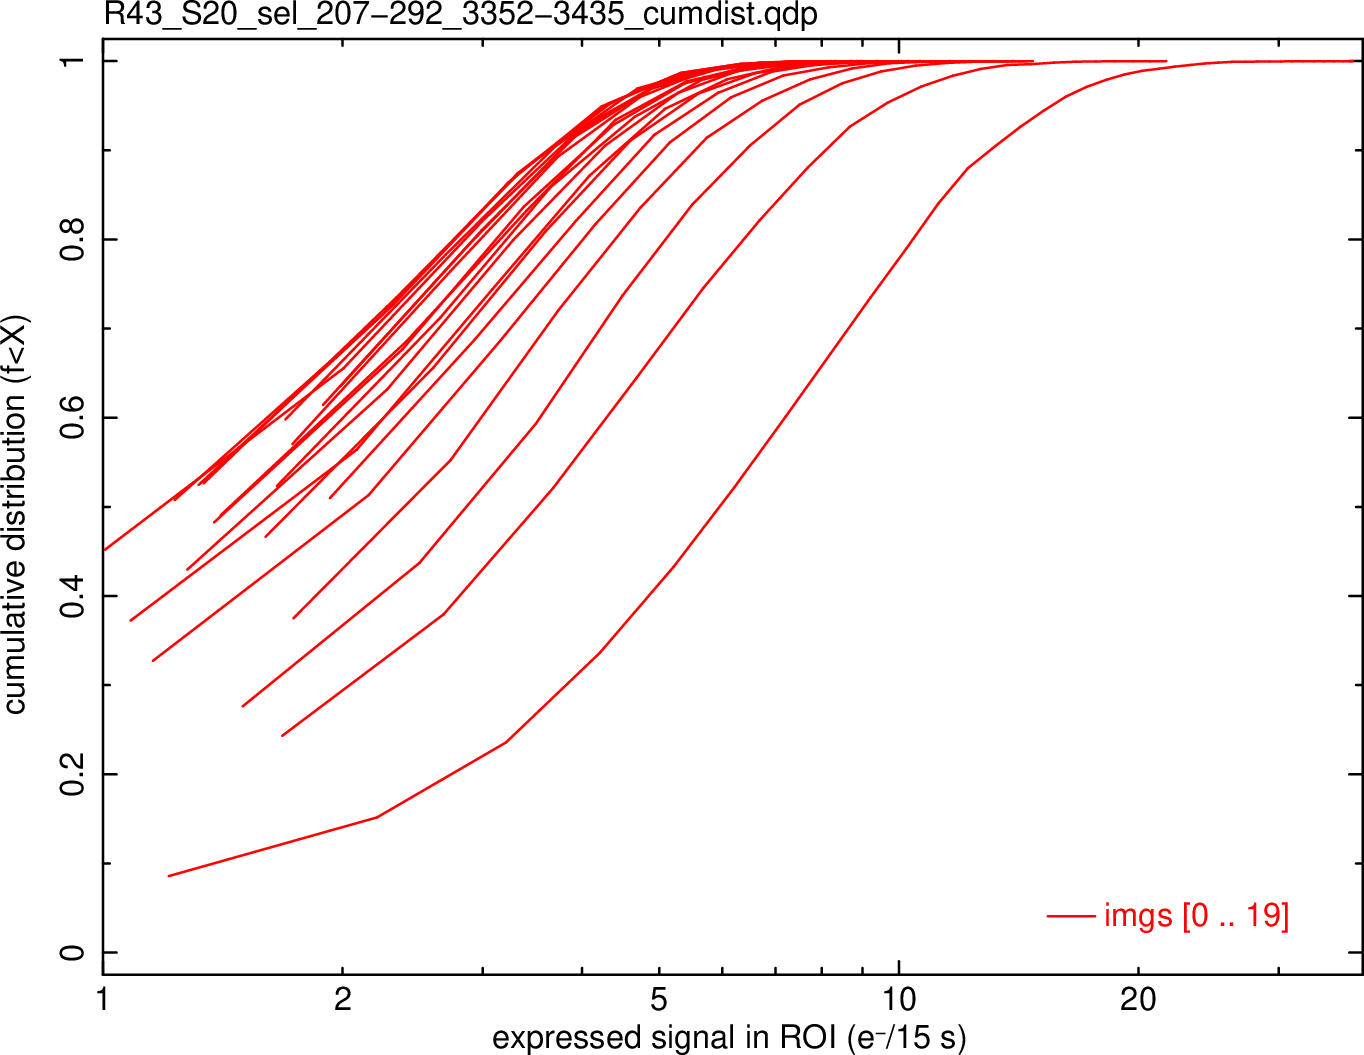 R43_S20_sel_207−292_3352−3435_cumdist.qdp
cumulative distribution (f<X)
1
0.8
0.6
0.4
0.2
0
imgs [0 .. 19]
1 2 5 10 20
expressed signal in ROI (e⁻/15 s)